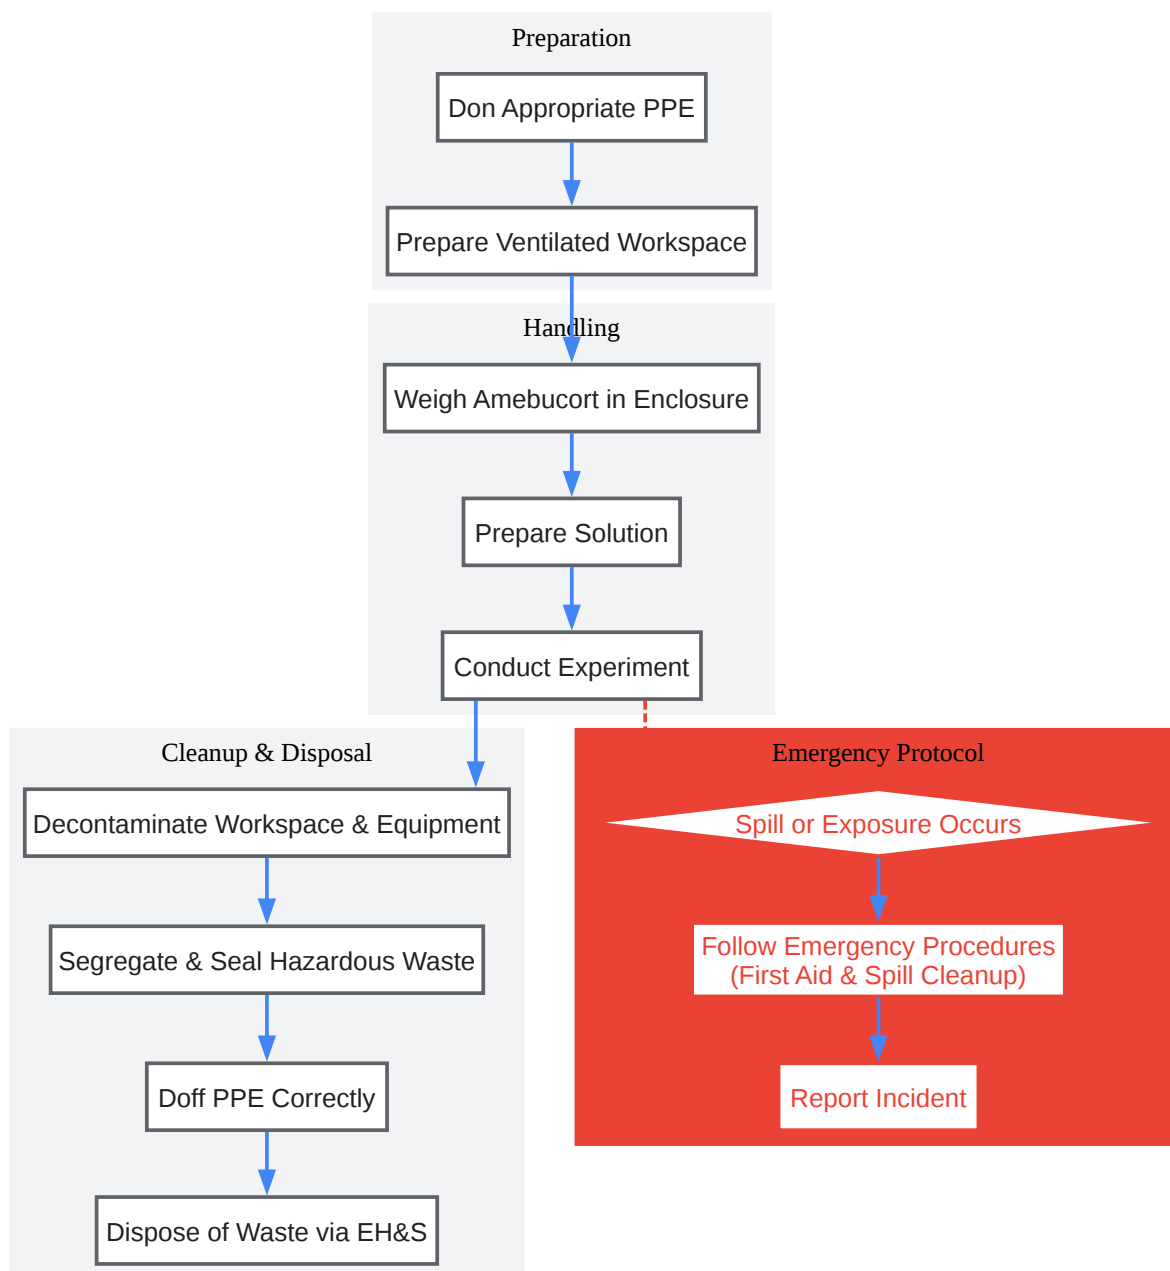 Preparation
Don Appropriate PPE
Prepare Ventilated Workspace
Handling
Weigh Amebucort in Enclosure
Prepare Solution
Conduct Experiment
Cleanup & Disposal
Decontaminate Workspace & Equipment
Segregate & Seal Hazardous Waste
Doff PPE Correctly
Dispose of Waste via EH&S
Emergency Protocol
Spill or Exposure Occurs
Follow Emergency Procedures
(First Aid & Spill Cleanup)
Report Incident